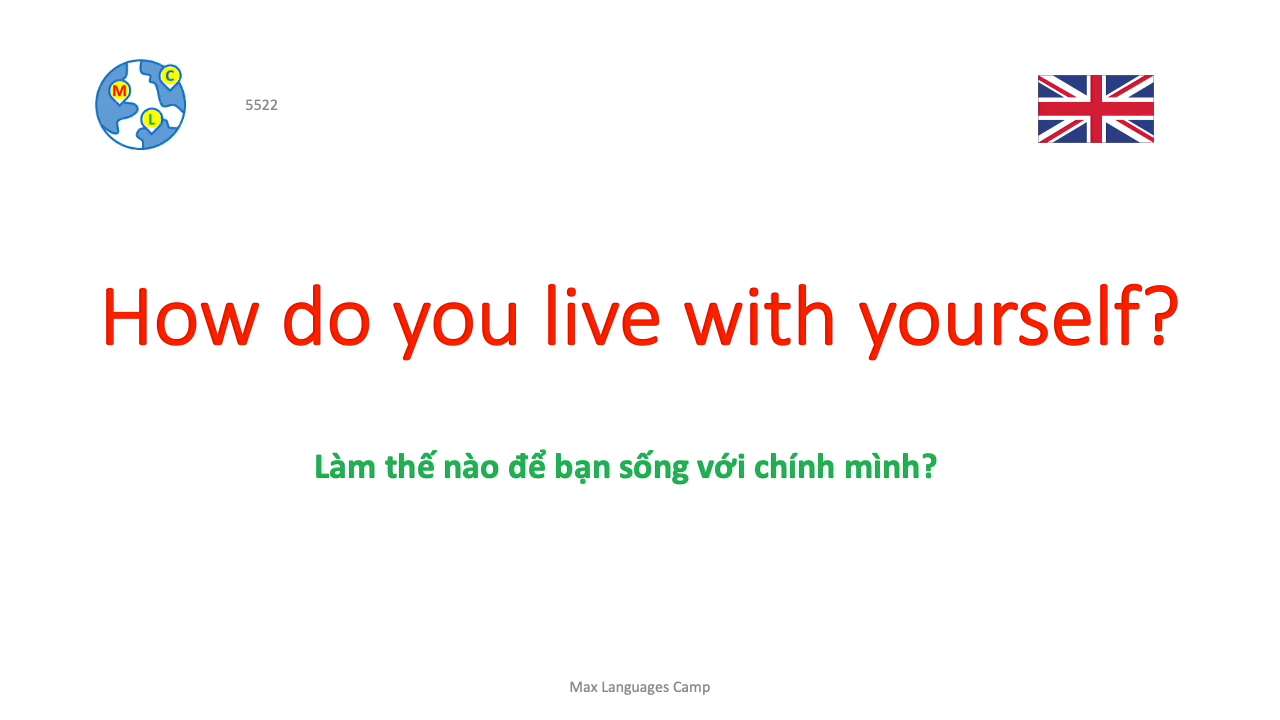 M
C
L
5522
How do you live with yourself?
Làm thế nào để bạn sống với chính mình?
Max Languages Camp